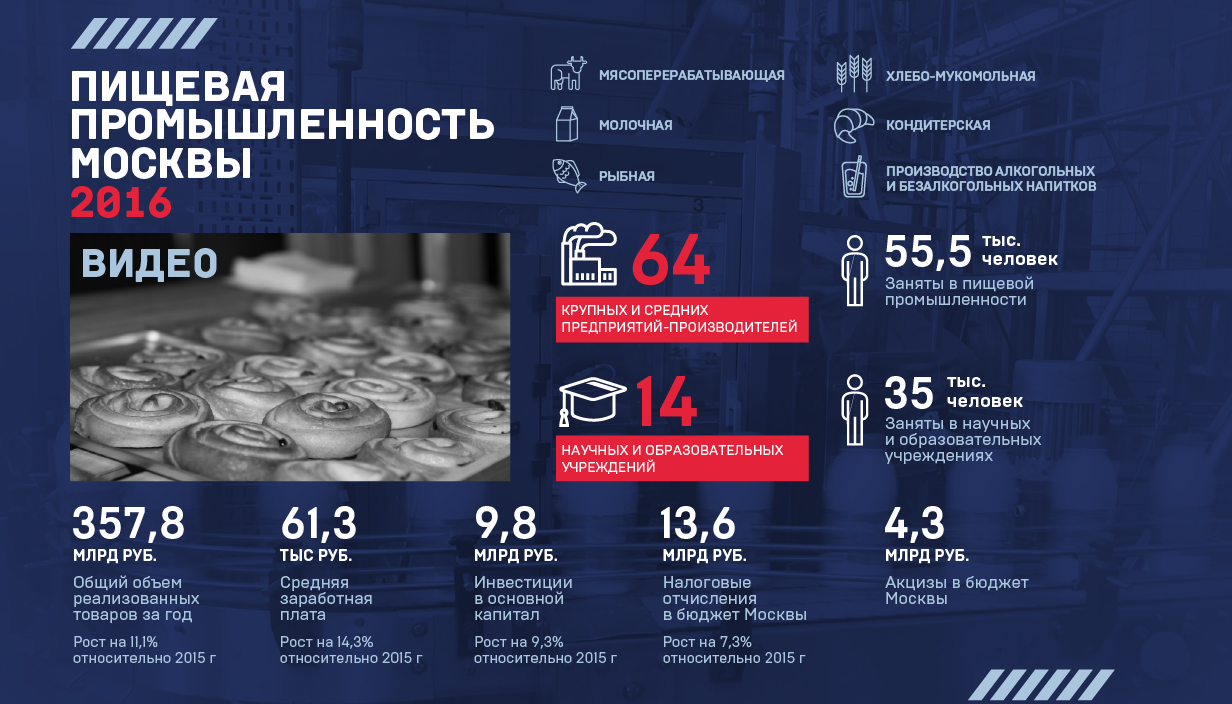 ПИЩЕВАЯ
ПРОМЫШЛЕННОСТЬ
МОСКВЫ
2016
ВИДЕО
МЯСОПЕРЕРАБАТЫВАЮЩАЯ
МОЛОЧНАЯ
РЫБНАЯ
ХЛЕБО-МУКОМОЛЬНАЯ
КОНДИТЕРСКАЯ
ПРОИЗВОДСТВО АЛКОГОЛЬНЫХ
И БЕЗАЛКОГОЛЬНЫХ НАПИТКОВ
3
64
КРУПНЫХ И СРЕДНИХ
ПРЕДПРИЯТИЙ-ПРОИЗВОДИТЕЛЕЙ
55,5 тыс.
человек
Заняты в пищевой
промышленности
14
НАУЧНЫХ И ОБРАЗОВАТЕЛЬНЫХ
УЧРЕЖДЕНИЙ
35 тыс.
человек
Заняты в научных
и образовательных
учреждениях
357,8
МЛРД РУБ.
Общий объем
реализованных
товаров за год
Рост на 11,1%
относительно 2015 г
61,3
ТЫС РУБ.
Средняя
заработная
плата
Рост на 14,3%
относительно 2015 г
9,8
МЛРД РУБ.
Инвестиции
в основной
капитал
Рост на 9,3%
относительно 2015 г
13,6
МЛРД РУБ.
Налоговые
отчисления
в бюджет Москвы
Рост на 7,3%
относительно 2015 г
4,3
МЛРД РУБ.
Акцизы в бюджет
Москвы